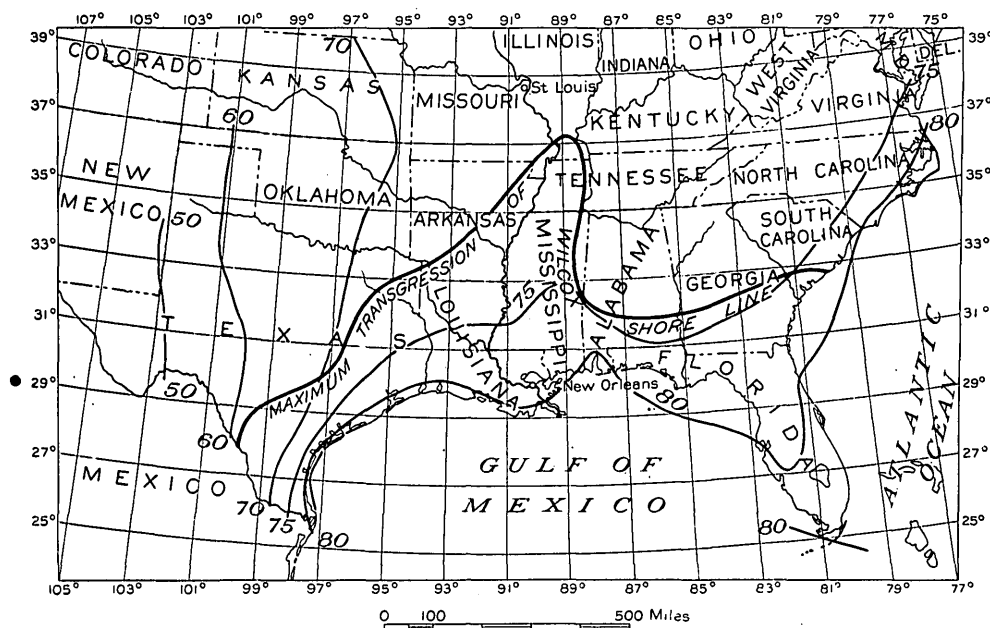 107° 105° 103° 101° 99° 97° 95° 93° 91° 89° 87° 85° 83° 81° 79° 77° 75°
39° 39°
COLORADO KANSAS 70 ILLINOIS OHIO DEL.
INDIANA WEST VIRGINIA 75
MISSOURI St Louis
37° 60 KENTUCKY VIRGINIA 37°
80
35° NEW MEXICO OKLAHOMA TENNESSEE NORTH CAROLINA 35°
50 ARKANSAS SOUTH CAROLINA
33° MAXIMUM TRANSGRESSION OF WILCOX SHORE LINE 33°
MISSISSIPPI ALABAMA GEORGIA
75
31° TEXAS LOUISIANA 31°
29° 50 New Orleans FLORIDA 29°
80
60
27° GULF OF 27°
MEXICO MEXICO ATLANTIC OCEAN
25° 70 75 80 80 25°
105° 103° 101° 99° 97° 95° 93° 91° 89° 87° 85° 83° 81° 79° 77°
0 100 500 Miles